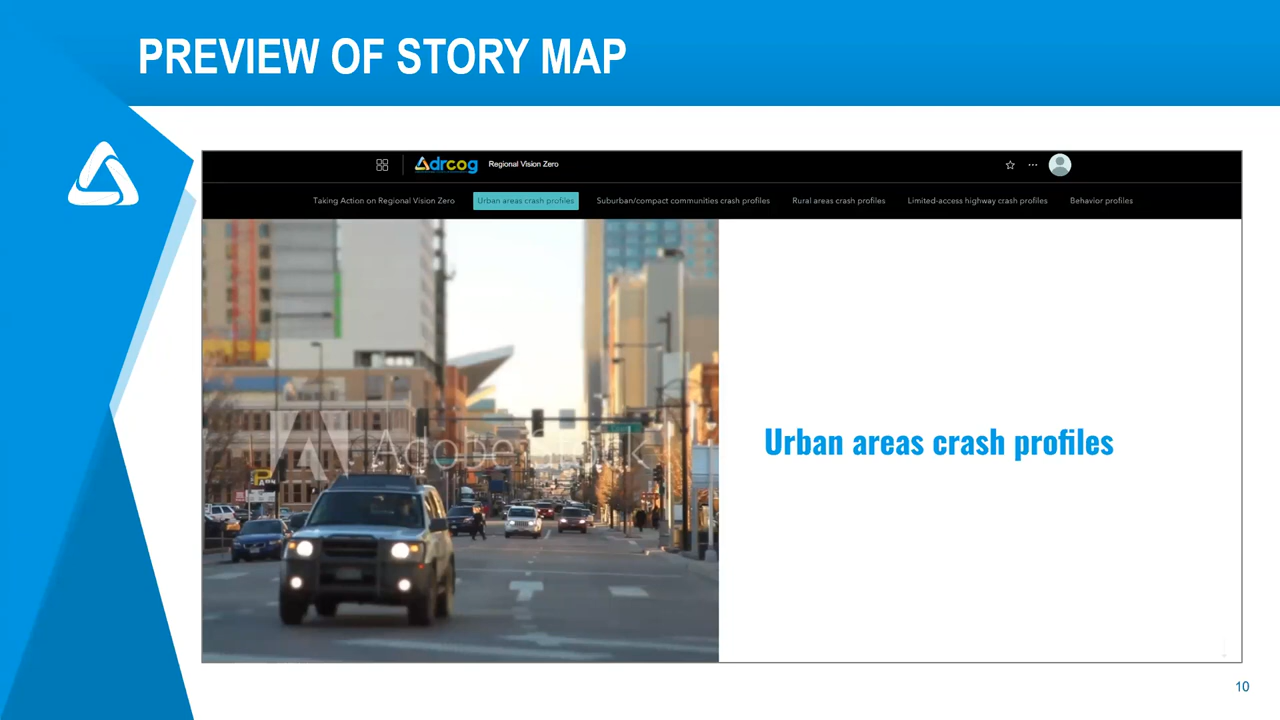 PREVIEW OF STORY MAP
drcog Regional Vision Zero
Taking Action on Regional Vision Zero Urban areas crash profiles Suburban/compact communities crash profiles Rural areas crash profiles Limited-access highway crash profiles Behavior profiles
Adobe Stock
Urban areas crash profiles
10